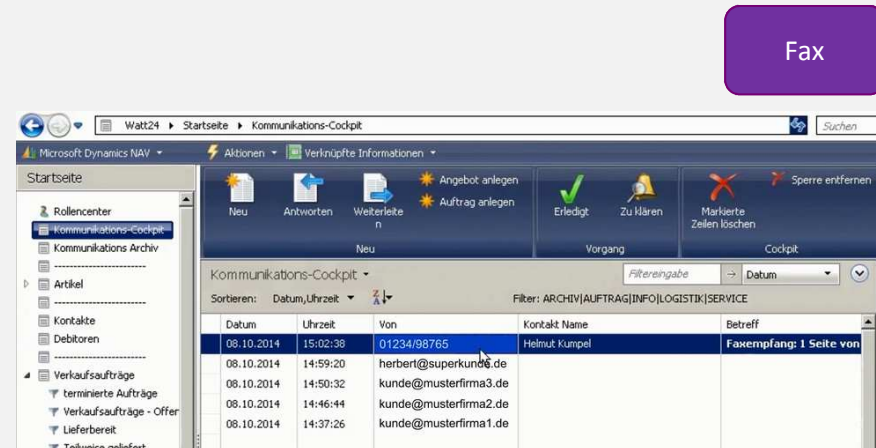 Fax
Watt24 ▸ Startseite ▸ Kommunikations-Cockpit
Suchen
Microsoft Dynamics NAV
Aktionen
Verknüpfte Informationen
Startseite
Rollencenter
Kommunikations-Cockpit
Kommunikations Archiv
------------------------
Artikel
------------------------
Kontakte
Debitoren
------------------------
Verkaufsaufträge
terminierte Aufträge
Verkaufsaufträge - Offer
Lieferbereit
Teilweise geliefert
Neu
Antworten
Weiterleite
n
Angebot anlegen
Auftrag anlegen
Neu
Erledigt
Zu klären
Vorgang
Markierte
Zeilen löschen
Sperre entfernen
Cockpit
Kommunikations-Cockpit
Filtereingabe
Datum
Sortieren: Datum,Uhrzeit
Filter: ARCHIV|AUFTRAG|INFO|LOGISTIK|SERVICE
Datum Uhrzeit Von Kontakt Name Betreff
08.10.2014 15:02:38 01234/98765 Helmut Kumpel Faxempfang: 1 Seite von
08.10.2014 14:59:20 herbert@superkunde.de
08.10.2014 14:50:32 kunde@musterfirma3.de
08.10.2014 14:46:44 kunde@musterfirma2.de
08.10.2014 14:37:26 kunde@musterfirma1.de